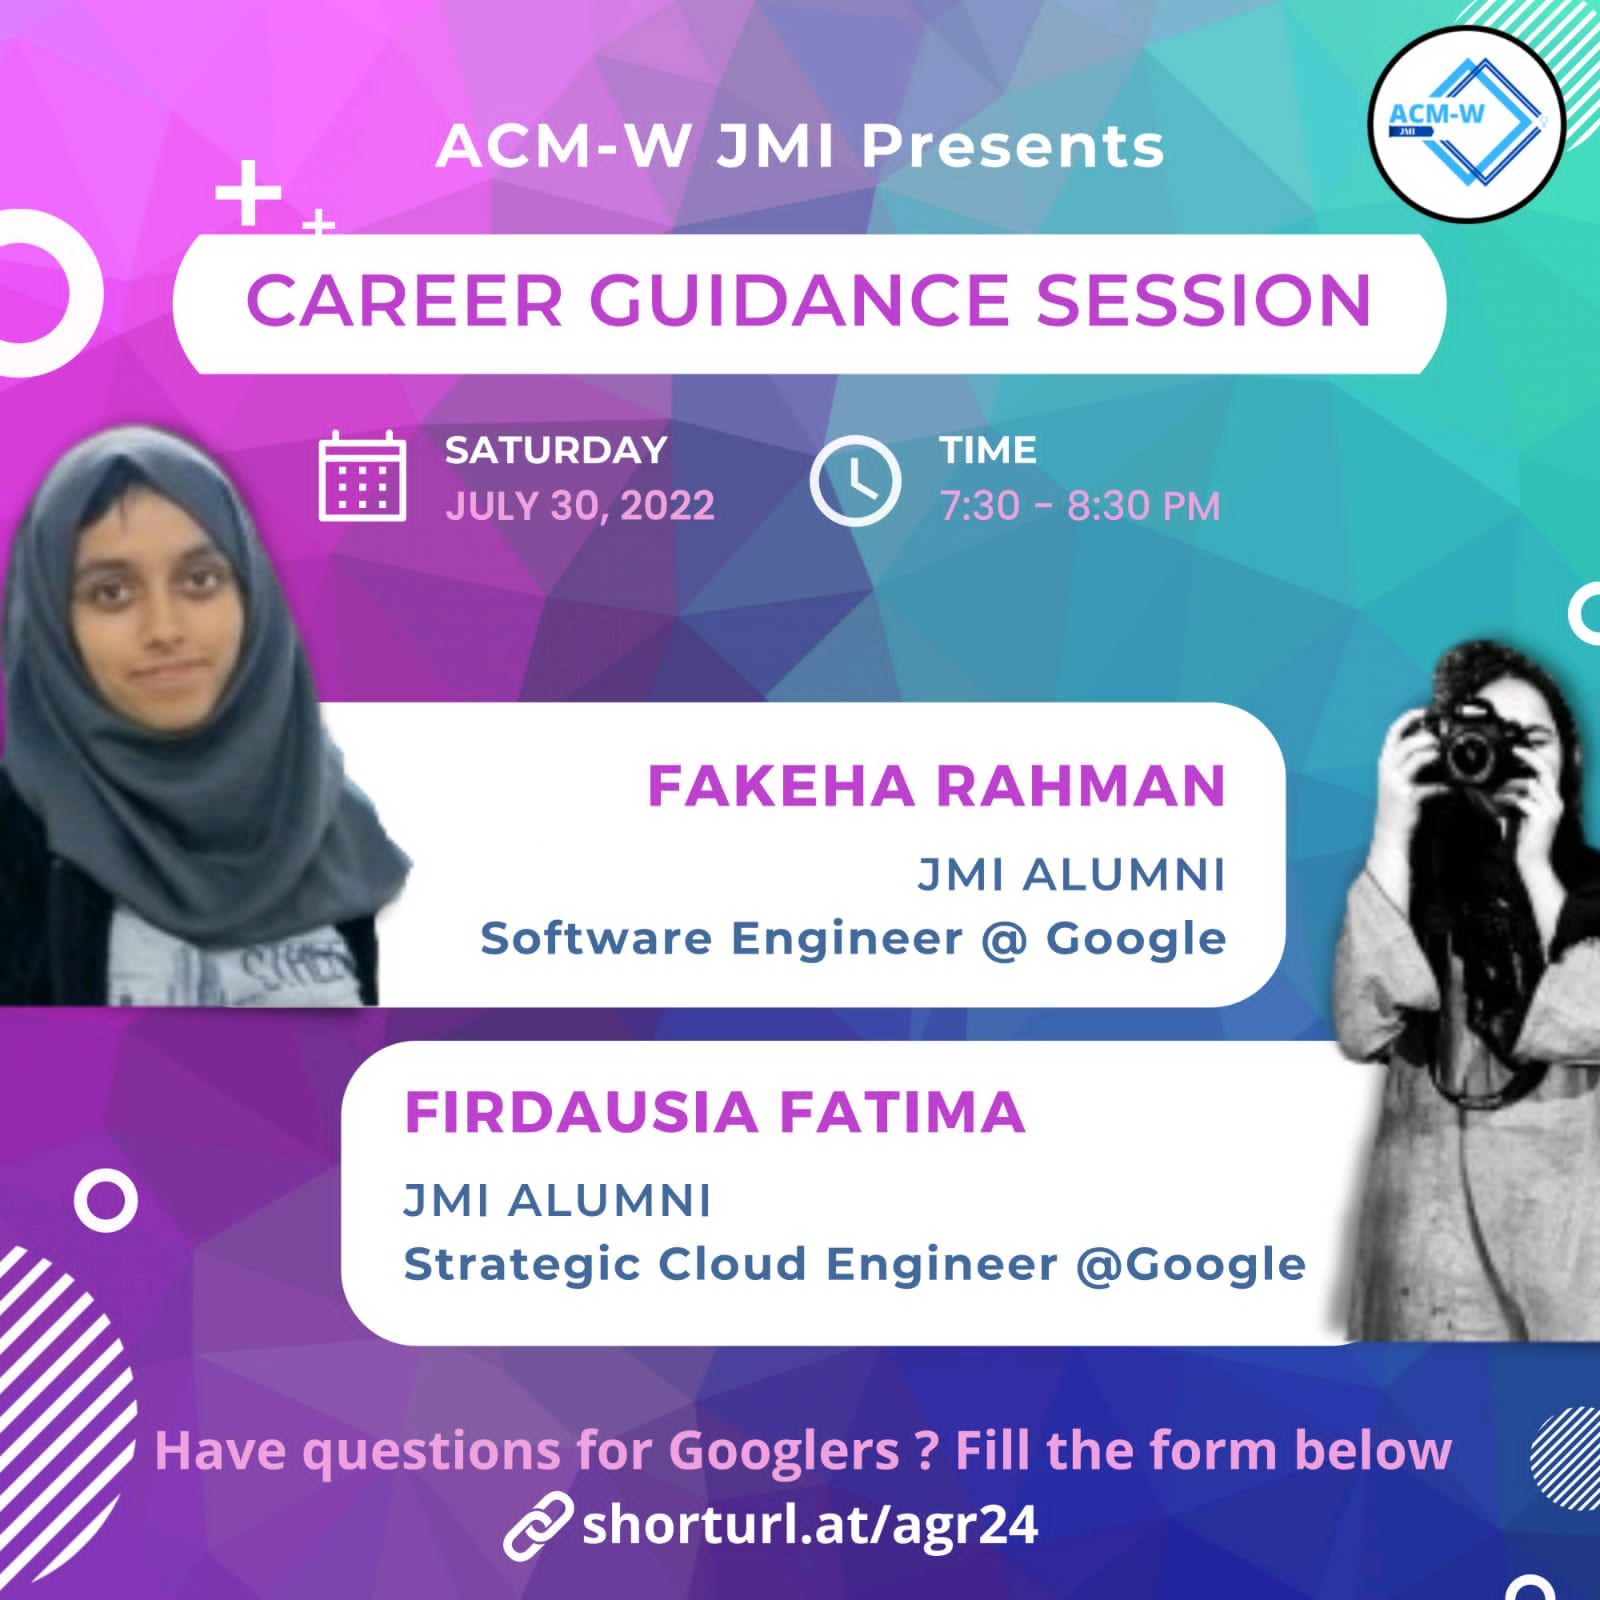 ACM-W JMI Presents
ACM-W
JMI
CAREER GUIDANCE SESSION
SATURDAY
JULY 30, 2022
TIME
7:30 - 8:30 PM
FAKEHA RAHMAN
JMI ALUMNI
Software Engineer @ Google
FIRDAUSIA FATIMA
JMI ALUMNI
Strategic Cloud Engineer @Google
Have questions for Googlers ? Fill the form below
shorturl.at/agr24